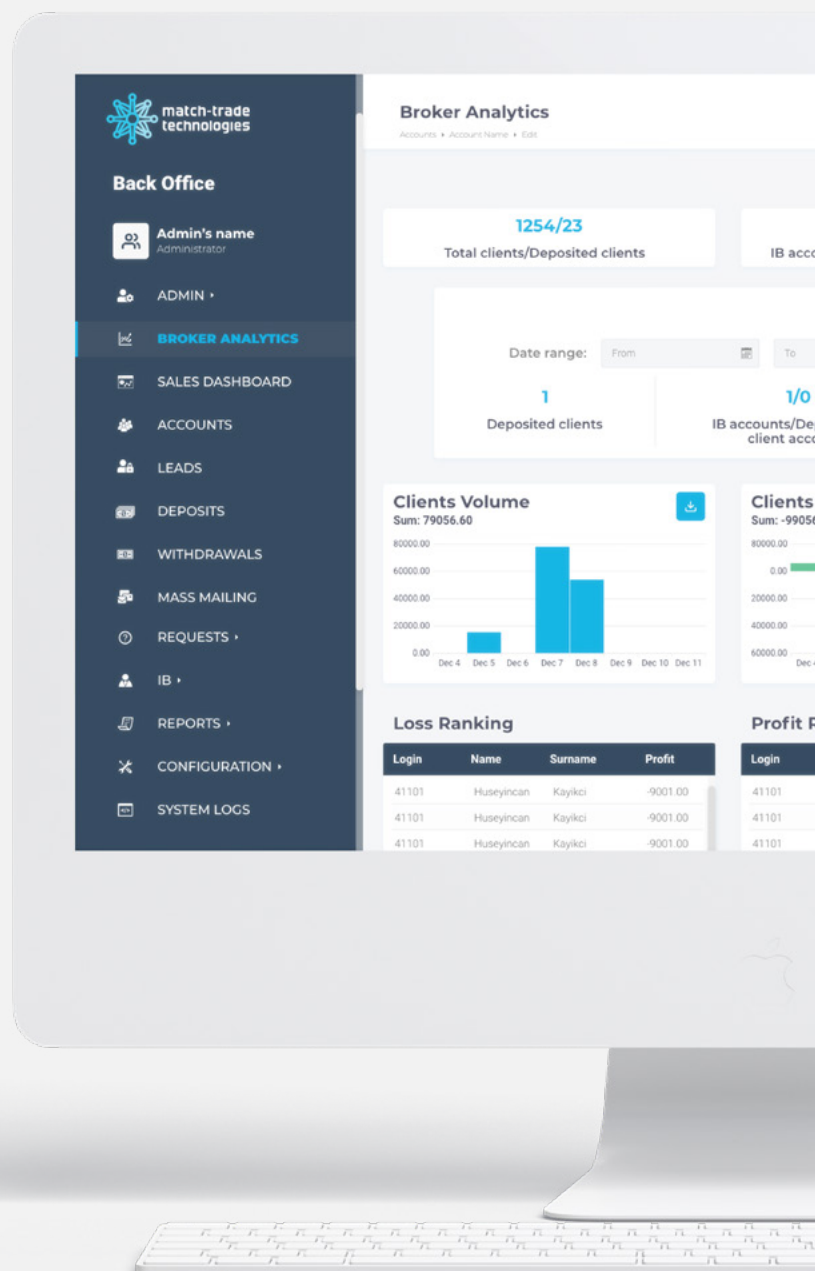 match-trade
technologies
Back Office
Admin's name
Administrator
ADMIN
BROKER ANALYTICS
SALES DASHBOARD
ACCOUNTS
LEADS
DEPOSITS
WITHDRAWALS
MASS MAILING
REQUESTS
IB
REPORTS
CONFIGURATION
SYSTEM LOGS
Broker Analytics
Accounts Account Name Edit
1254/23
Total clients/Deposited clients
IB acco
Date range: From To
1
Deposited clients
1/0
IB accounts/Dep
client acco
Clients Volume
Sum: 79056.60
80000.00
60000.00
40000.00
20000.00
0.00
Dec 4 Dec 5 Dec 6 Dec 7 Dec 8 Dec 9 Dec 10 Dec 11
Clients
Sum: -99056
80000.00
0.00
20000.00
40000.00
60000.00
Dec 4
Loss Ranking
Login Name Surname Profit
41101 Huseyincan Kayikci -9001.00
41101 Huseyincan Kayikci -9001.00
41101 Huseyincan Kayikci -9001.00
Profit R
Login
41101
41101
41101